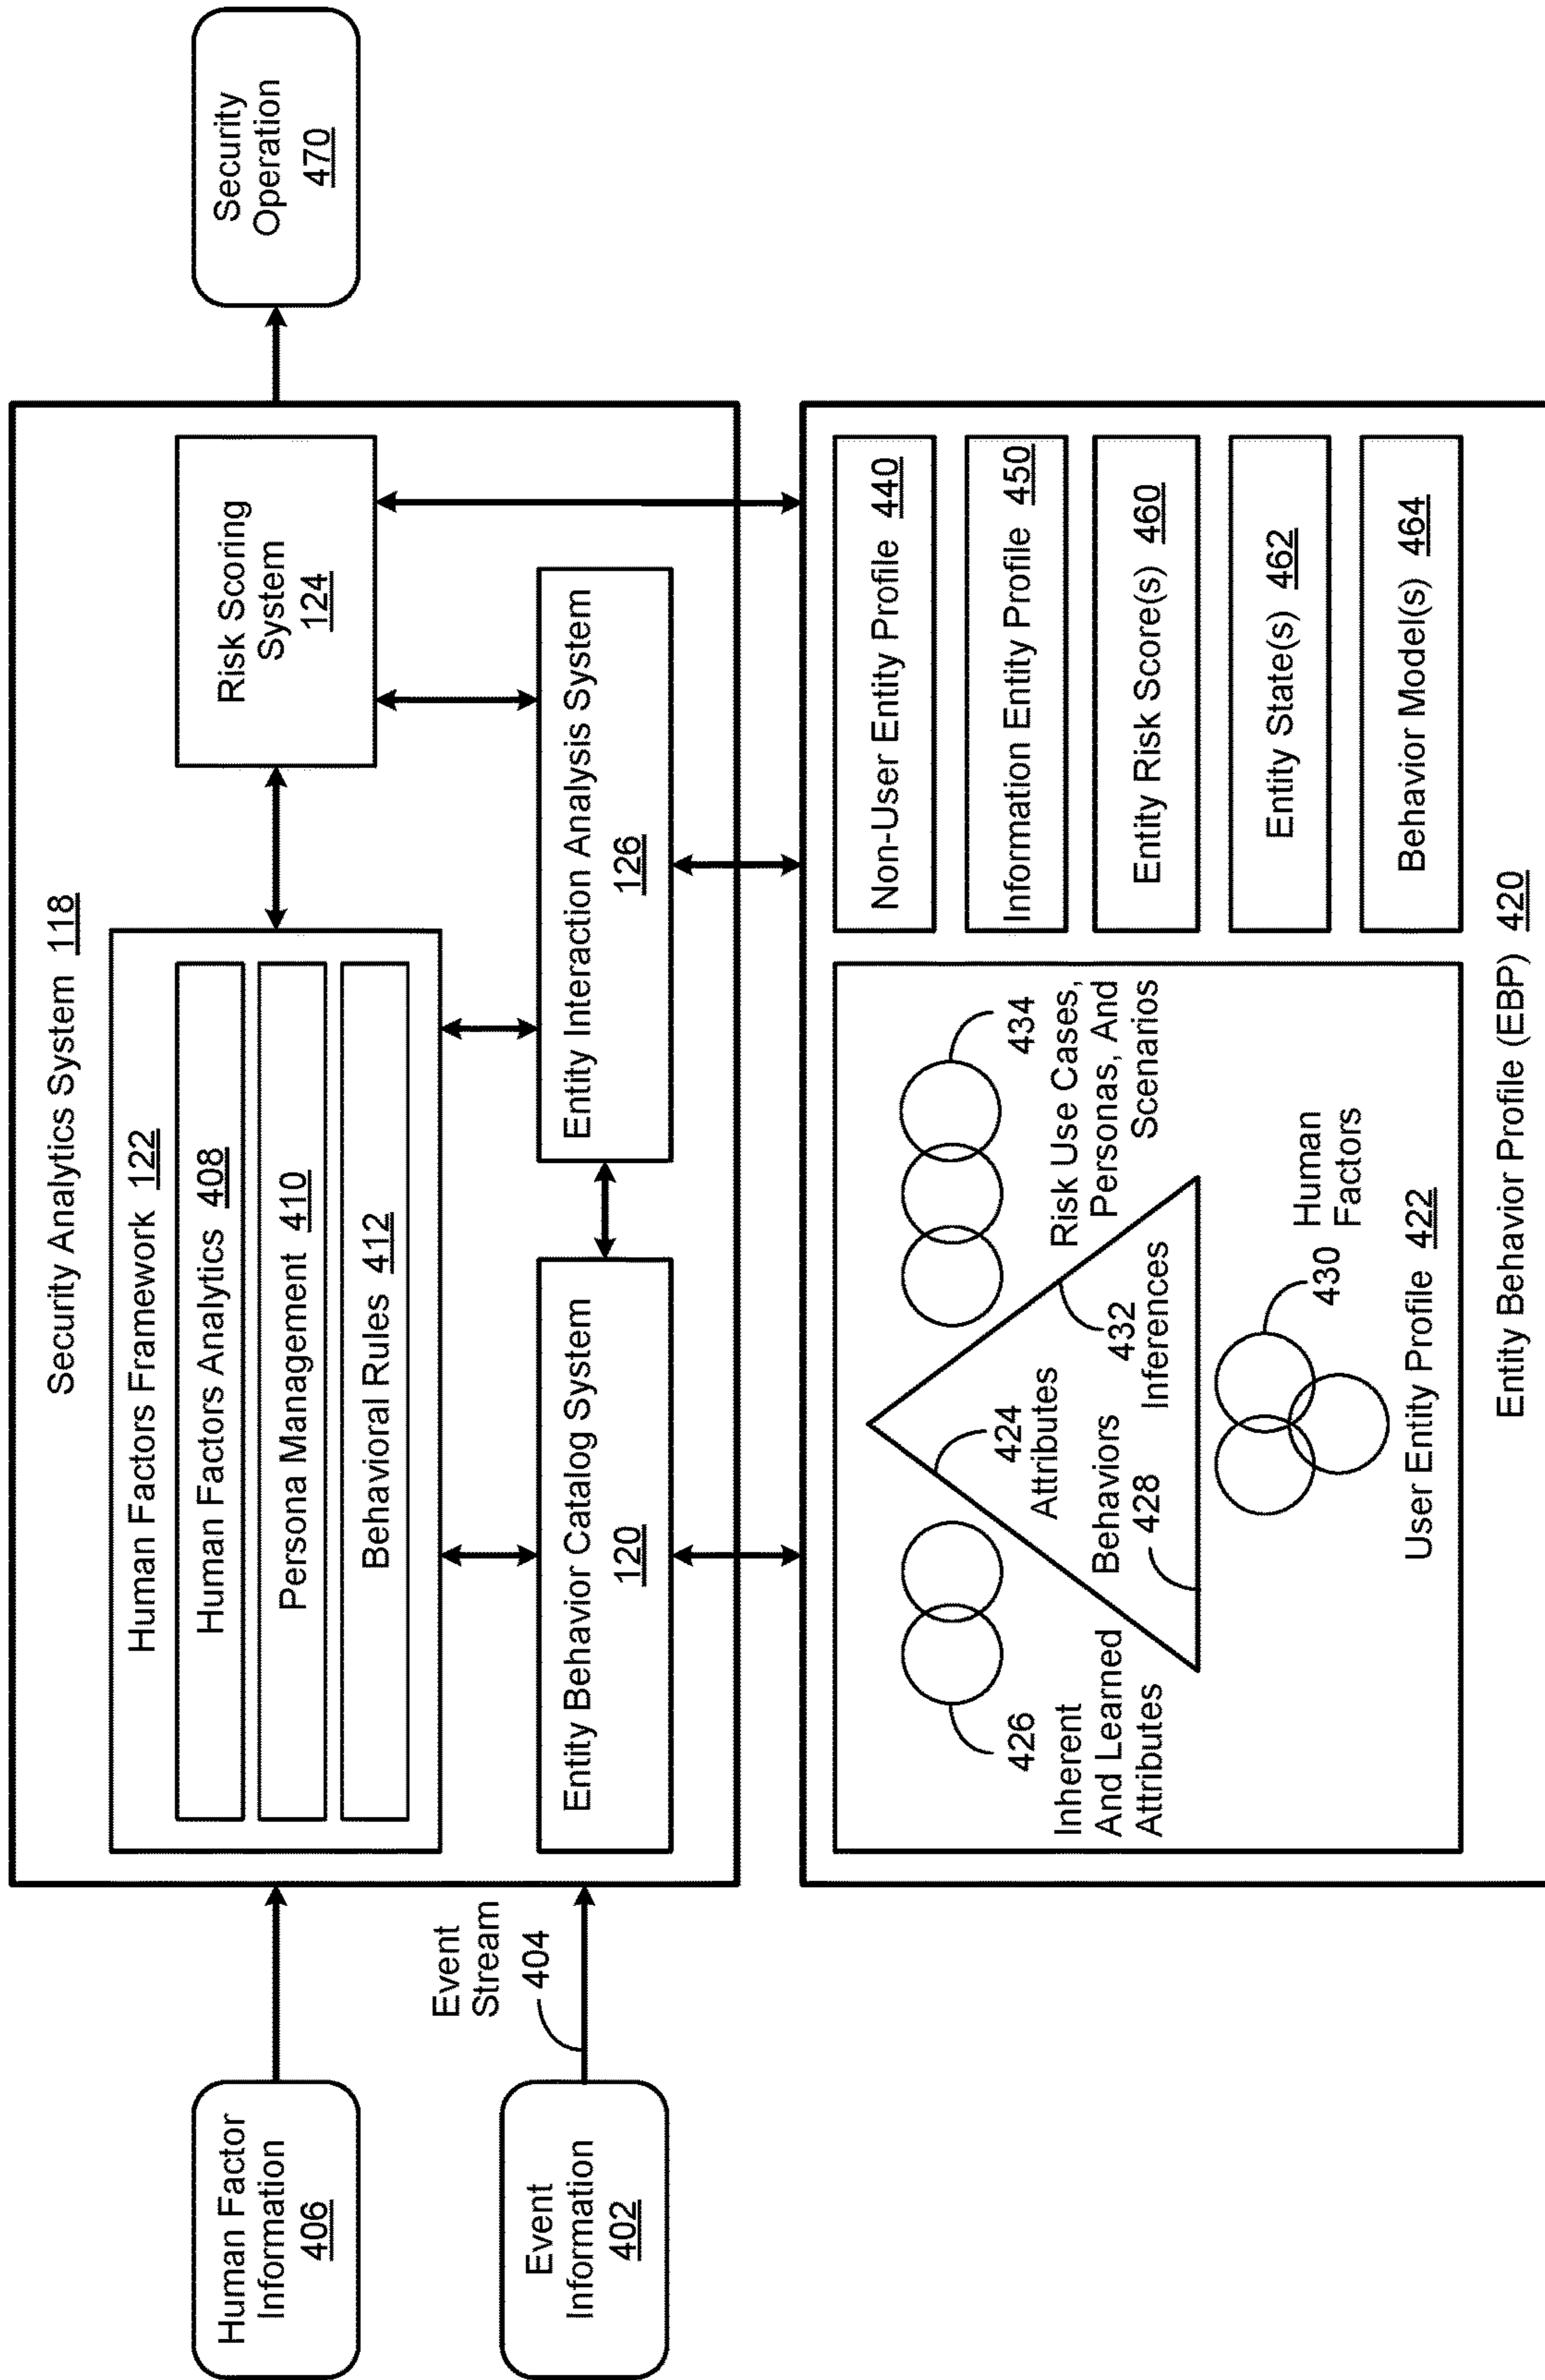 Security Analytics System 118
Human Factor
Information
406
Event
Information
402
Event
Stream
404
Human Factors Framework 122
Human Factors Analytics 408
Persona Management 410
Behavioral Rules 412
Risk Scoring
System
124
Security
Operation
470
Entity Behavior Catalog System
120
Entity Interaction Analysis System
126
426
Inherent
And Learned
Attributes
424
Attributes
Behaviors
428
432
Inferences
434
Risk Use Cases,
Personas, And
Scenarios
430
Human
Factors
User Entity Profile 422
Non-User Entity Profile 440
Information Entity Profile 450
Entity Risk Score(s) 460
Entity State(s) 462
Behavior Model(s) 464
Entity Behavior Profile (EBP) 420